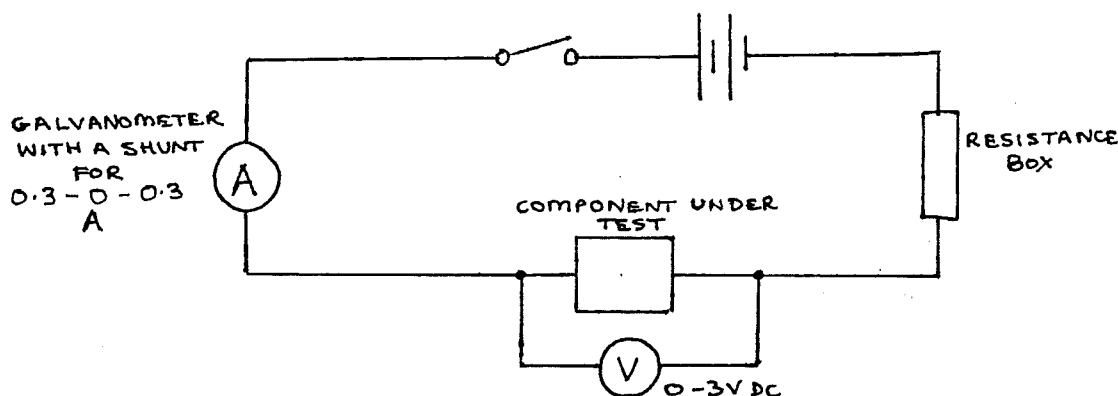 GALVANOMETER
WITH A SHUNT
FOR
0.3 - 0 - 0.3
A
A
COMPONENT UNDER
TEST
V
0-3V DC
RESISTANCE
BOX